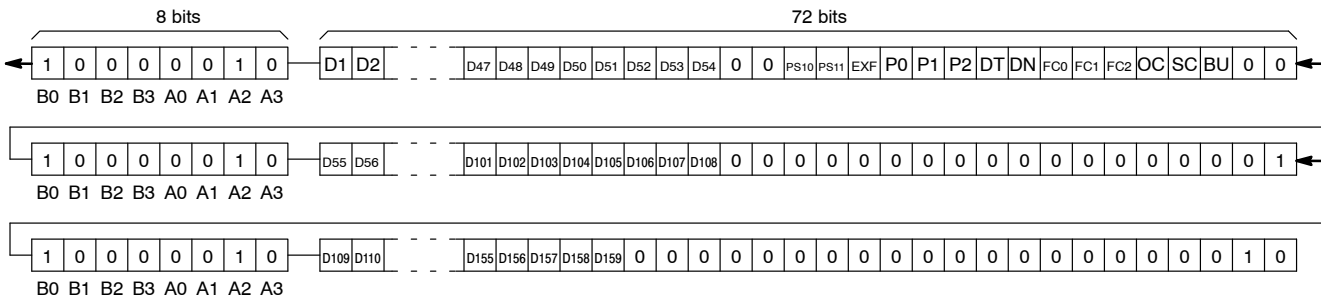 8 bits 72 bits
1 0 0 0 0 0 1 0 D1 D2 D47 D48 D49 D50 D51 D52 D53 D54 0 0 PS10 PS11 EXF P0 P1 P2 DT DN FC0 FC1 FC2 OC SC BU 0 0
B0 B1 B2 B3 A0 A1 A2 A3
1 0 0 0 0 0 1 0 D55 D56 D101 D102 D103 D104 D105 D106 D107 D108 0 0 0 0 0 0 0 0 0 0 0 0 0 0 0 0 0 1
B0 B1 B2 B3 A0 A1 A2 A3
1 0 0 0 0 0 1 0 D109 D110 D155 D156 D157 D158 D159 0 0 0 0 0 0 0 0 0 0 0 0 0 0 0 0 0 0 0 1 0
B0 B1 B2 B3 A0 A1 A2 A3